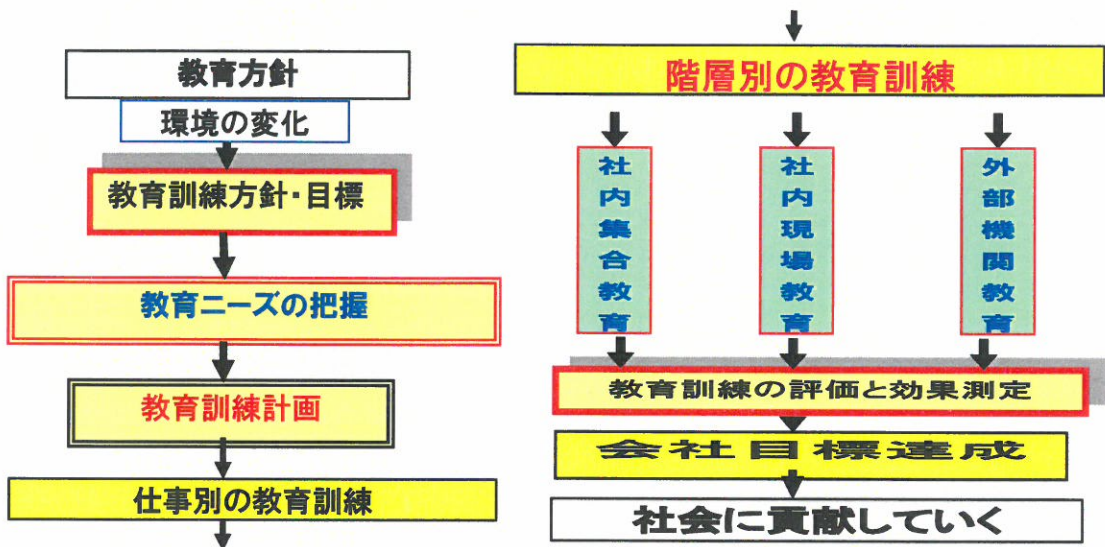 教育方針
環境の変化
教育訓練方針・目標
教育ニーズの把握
教育訓練計画
仕事別の教育訓練
階層別の教育訓練
社内集合教育
社内現場教育
外部機関教育
教育訓練の評価と効果測定
会社目標達成
社会に貢献していく